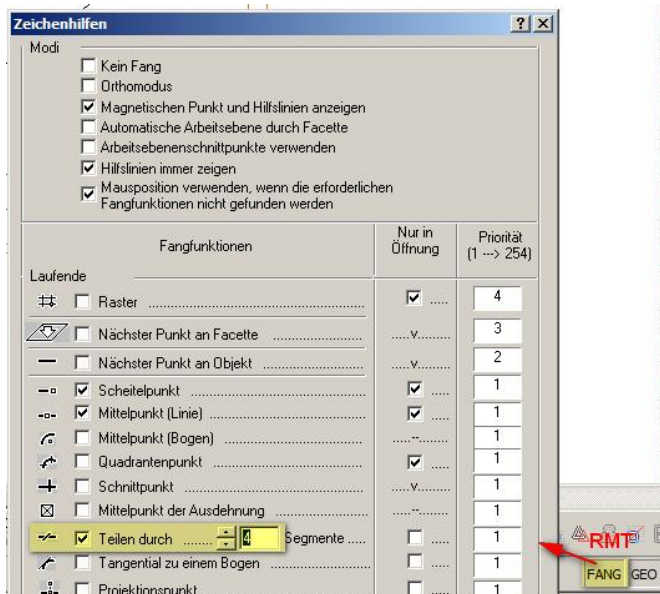 Zeichenhilfen
Modi
Kein Fang
Orthomodus
Magnetischen Punkt und Hilfslinien anzeigen
Automatische Arbeitsebene durch Facette
Arbeitsebenenschnittpunkte verwenden
Hilfslinien immer zeigen
Mausposition verwenden, wenn die erforderlichen
Fangfunktionen nicht gefunden werden
Fangfunktionen Nur in Öffnung Priorität (1 ---> 254)
Laufende
Raster ..... 4
Nächster Punkt an Facette .....v..... 3
Nächster Punkt an Objekt .....v..... 2
Scheitelpunkt ..... 1
Mittelpunkt (Linie) ..... 1
Mittelpunkt (Bogen) .....--..... 1
Quadrantenpunkt ..... 1
Schnittpunkt .....v..... 1
Mittelpunkt der Ausdehnung .....--..... 1
Teilen durch ........ 4 Segmente ..... 1
Tangential zu einem Bogen ..... 1
Projektionspunkt ..... 1
RMT
FANG GEO